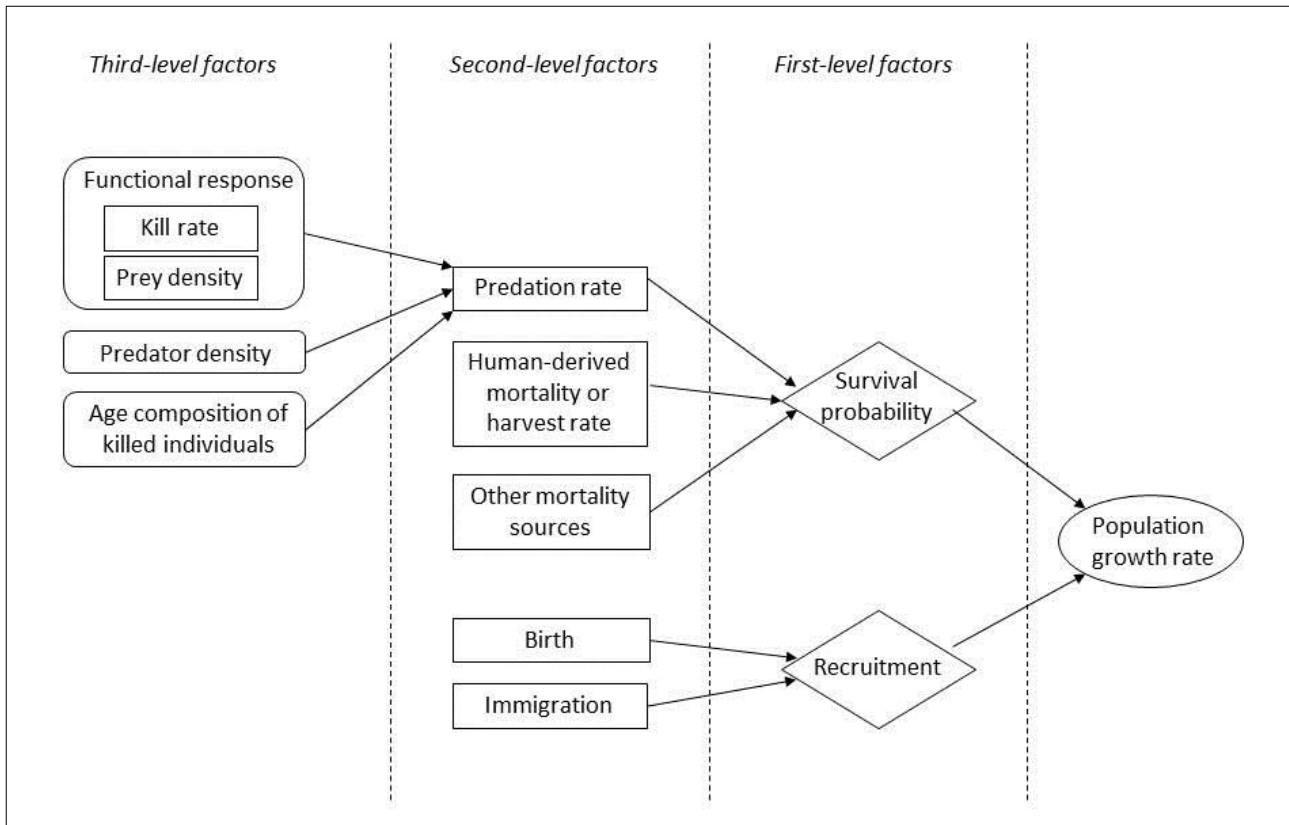 Third-level factors
Second-level factors
First-level factors
Functional response
Kill rate
Prey density
Predator density
Age composition of
killed individuals
Predation rate
Human-derived
mortality or
harvest rate
Other mortality
sources
Birth
Immigration
Survival
probability
Recruitment
Population
growth rate